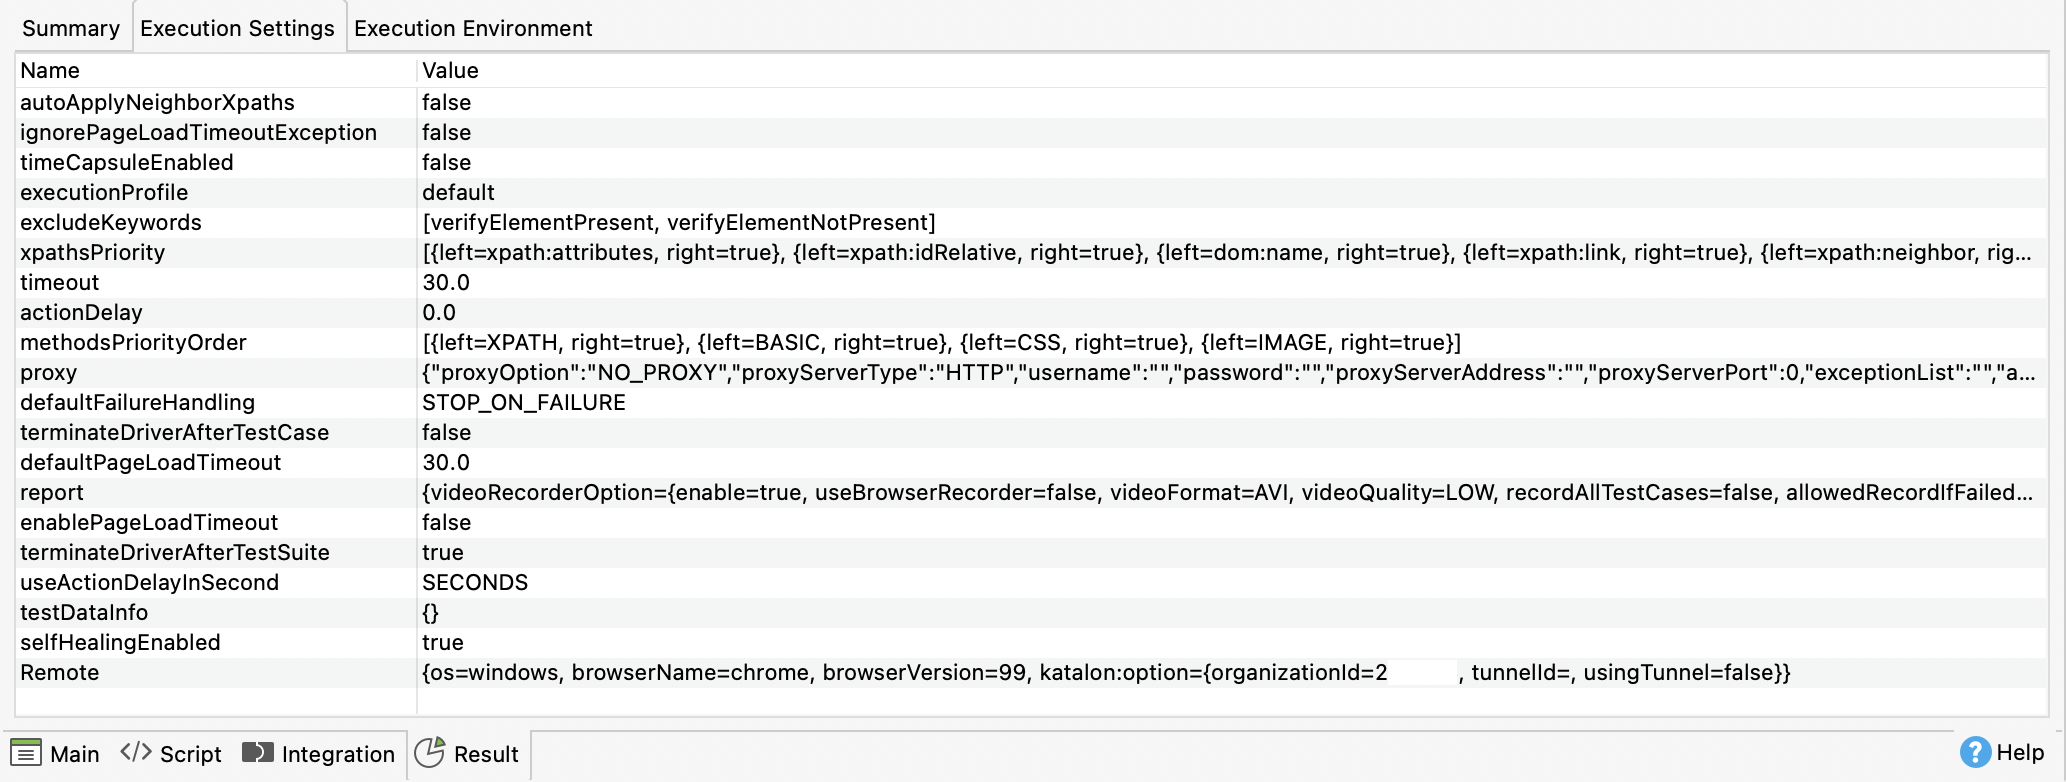 Summary Execution Settings Execution Environment
Name Value
autoApplyNeighborXpaths false
ignorePageLoadTimeoutException false
timeCapsuleEnabled false
executionProfile default
excludeKeywords [verifyElementPresent, verifyElementNotPresent]
xpathsPriority [{left=xpath:attributes, right=true}, {left=xpath:idRelative, right=true}, {left=dom:name, right=true}, {left=xpath:link, right=true}, {left=xpath:neighbor, rig...
timeout 30.0
actionDelay 0.0
methodsPriorityOrder [{left=XPATH, right=true}, {left=BASIC, right=true}, {left=CSS, right=true}, {left=IMAGE, right=true}]
proxy {"proxyOption":"NO_PROXY","proxyServerType":"HTTP","username":"","password":"","proxyServerAddress":"","proxyServerPort":0,"exceptionList":"","a...
defaultFailureHandling STOP_ON_FAILURE
terminateDriverAfterTestCase false
defaultPageLoadTimeout 30.0
report {videoRecorderOption={enable=true, useBrowserRecorder=false, videoFormat=AVI, videoQuality=LOW, recordAllTestCases=false, allowedRecordIfFailed...
enablePageLoadTimeout false
terminateDriverAfterTestSuite true
useActionDelayInSecond SECONDS
testDataInfo {}
selfHealingEnabled true
Remote {os=windows, browserName=chrome, browserVersion=99, katalon:option={organizationId=2 , tunnelId=, usingTunnel=false}}
Main </> Script Integration Result ? Help